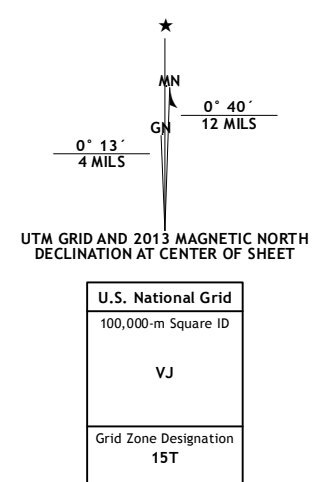 ★
MN
0° 40´
12 MILS
GN
0° 13´
4 MILS
UTM GRID AND 2013 MAGNETIC NORTH
DECLINATION AT CENTER OF SHEET
U.S. National Grid
100,000-m Square ID
VJ
Grid Zone Designation
15T